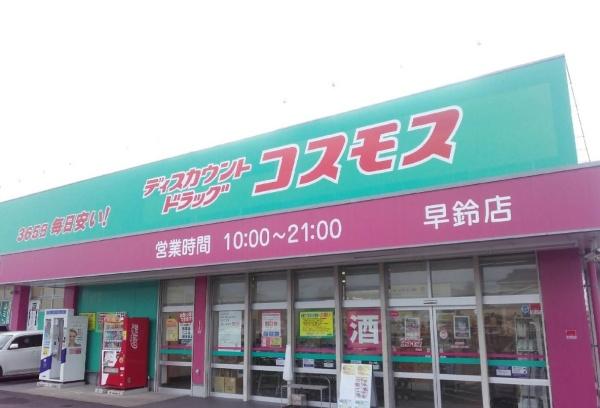 ディスカウント
ドラッグ
コスモス
365日 毎日安い!
早鈴店
営業時間 10:00~21:00
酒